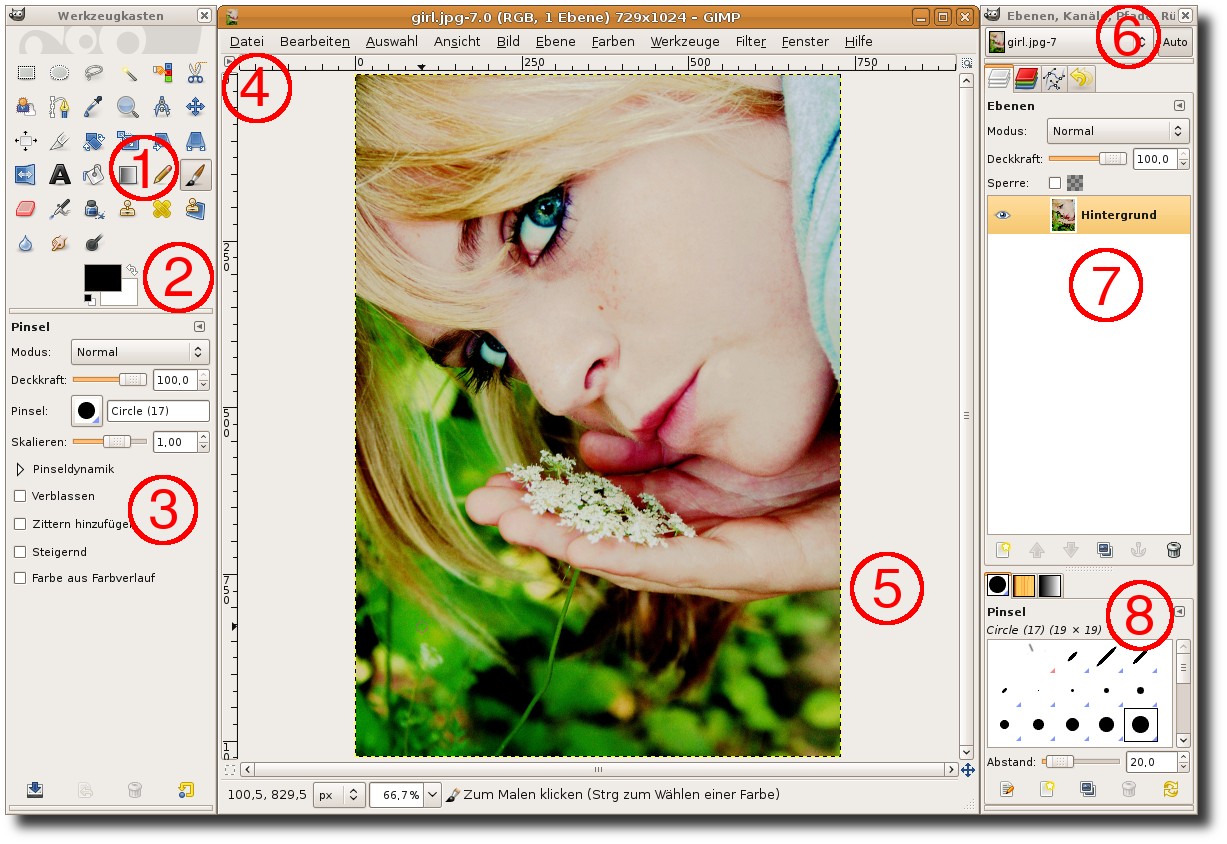 Werkzeugkasten
1
2
Pinsel
Modus: Normal
Deckkraft: 100,0
Pinsel: Circle (17)
Skalieren: 1,00
Pinseldynamik
Verblassen
Zittern hinzufügen
3
Steigernd
Farbe aus Farbverlauf
girl.jpg-7.0 (RGB, 1 Ebene) 729x1024 – GIMP
Datei Bearbeiten Auswahl Ansicht Bild Ebene Farben Werkzeuge Filter Fenster Hilfe
0 250 500 750
4
0
250
500
750
10
5
100,5, 829,5 px 66,7% Zum Malen klicken (Strg zum Wählen einer Farbe)
Ebenen, Kanäle, Pfade, Rü
girl.jpg-7 6 Auto
Ebenen
Modus: Normal
Deckkraft: 100,0
Sperre:
Hintergrund
7
Pinsel
Circle (17) (19 × 19)
8
Abstand: 20,0